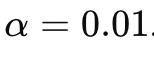 α = 0.01.